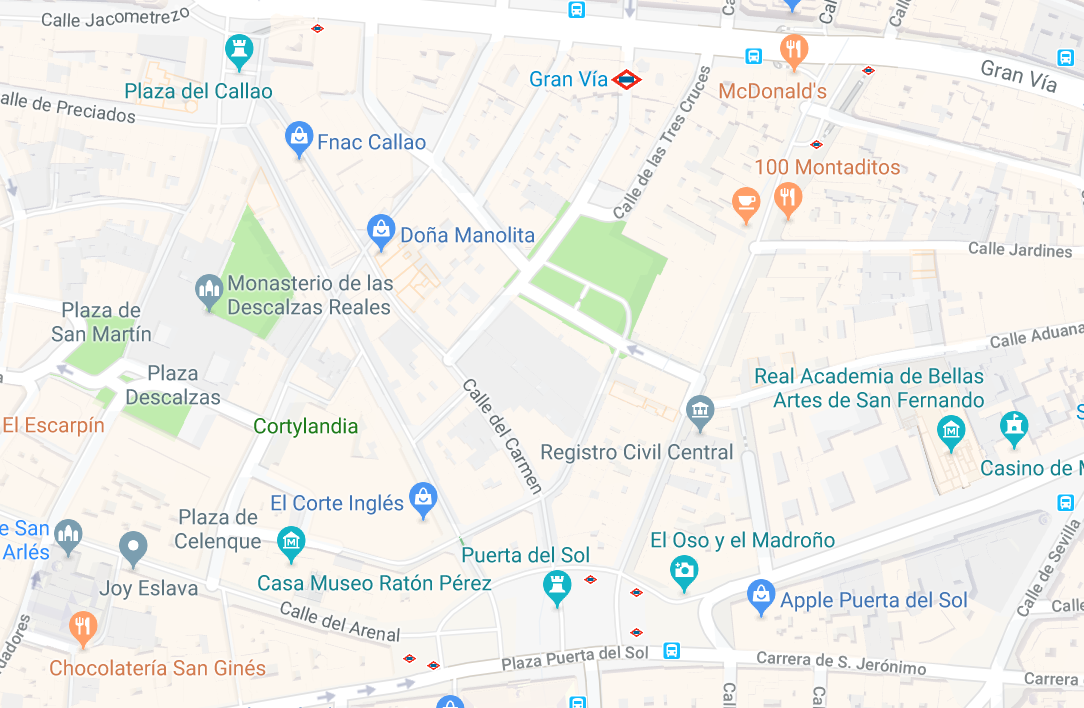 Calle Jacometrezo
Plaza del Callao
alle de Preciados
Fnac Callao
Gran Vía
Calle de las Tres Cruces
McDonald's
Gran Vía
100 Montaditos
Doña Manolita
Calle Jardines
Monasterio de las
Descalzas Reales
Plaza de
San Martín
Plaza
Descalzas
El Escarpín
Cortylandia
Calle del Carmen
Calle Aduana
Real Academia de Bellas
Artes de San Fernando
Registro Civil Central
Casino de M
El Corte Inglés
Plaza de
Celenque
e San
Arlés
Joy Eslava
Casa Museo Ratón Pérez
Puerta del Sol
El Oso y el Madroño
Apple Puerta del Sol
Calle de Sevilla
Calle
Calle del Arenal
Chocolatería San Ginés
dadores
Plaza Puerta del Sol
Carrera de S. Jerónimo
Carrera